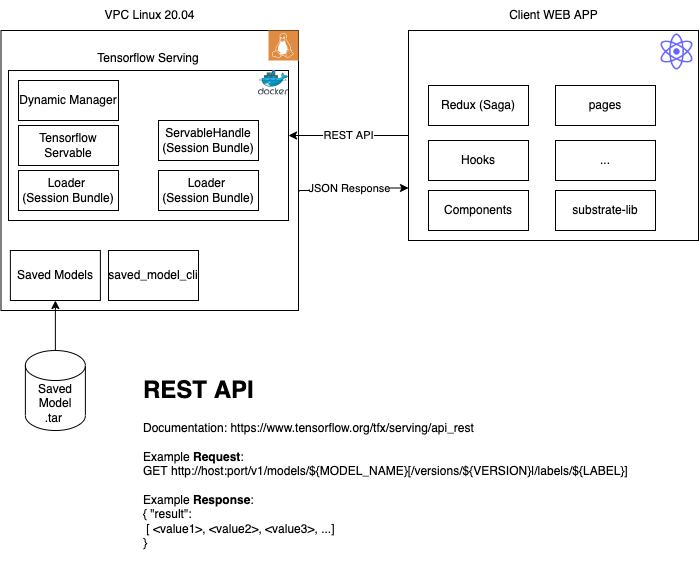 VPC Linux 20.04
Client WEB APP
Tensorflow Serving
docker
Dynamic Manager
Tensorflow
Servable
Loader
(Session Bundle)
ServableHandle
(Session Bundle)
Loader
(Session Bundle)
Saved Models
saved_model_cli
Saved
Model
.tar
REST API
JSON Response
Redux (Saga)
pages
Hooks
...
Components
substrate-lib
REST API
Documentation: https://www.tensorflow.org/tfx/serving/api_rest
Example Request:
GET http://host:port/v1/models/${MODEL_NAME}[/versions/${VERSION}|/labels/${LABEL}]
Example Response:
{ "result":
[ <value1>, <value2>, <value3>, ...]
}